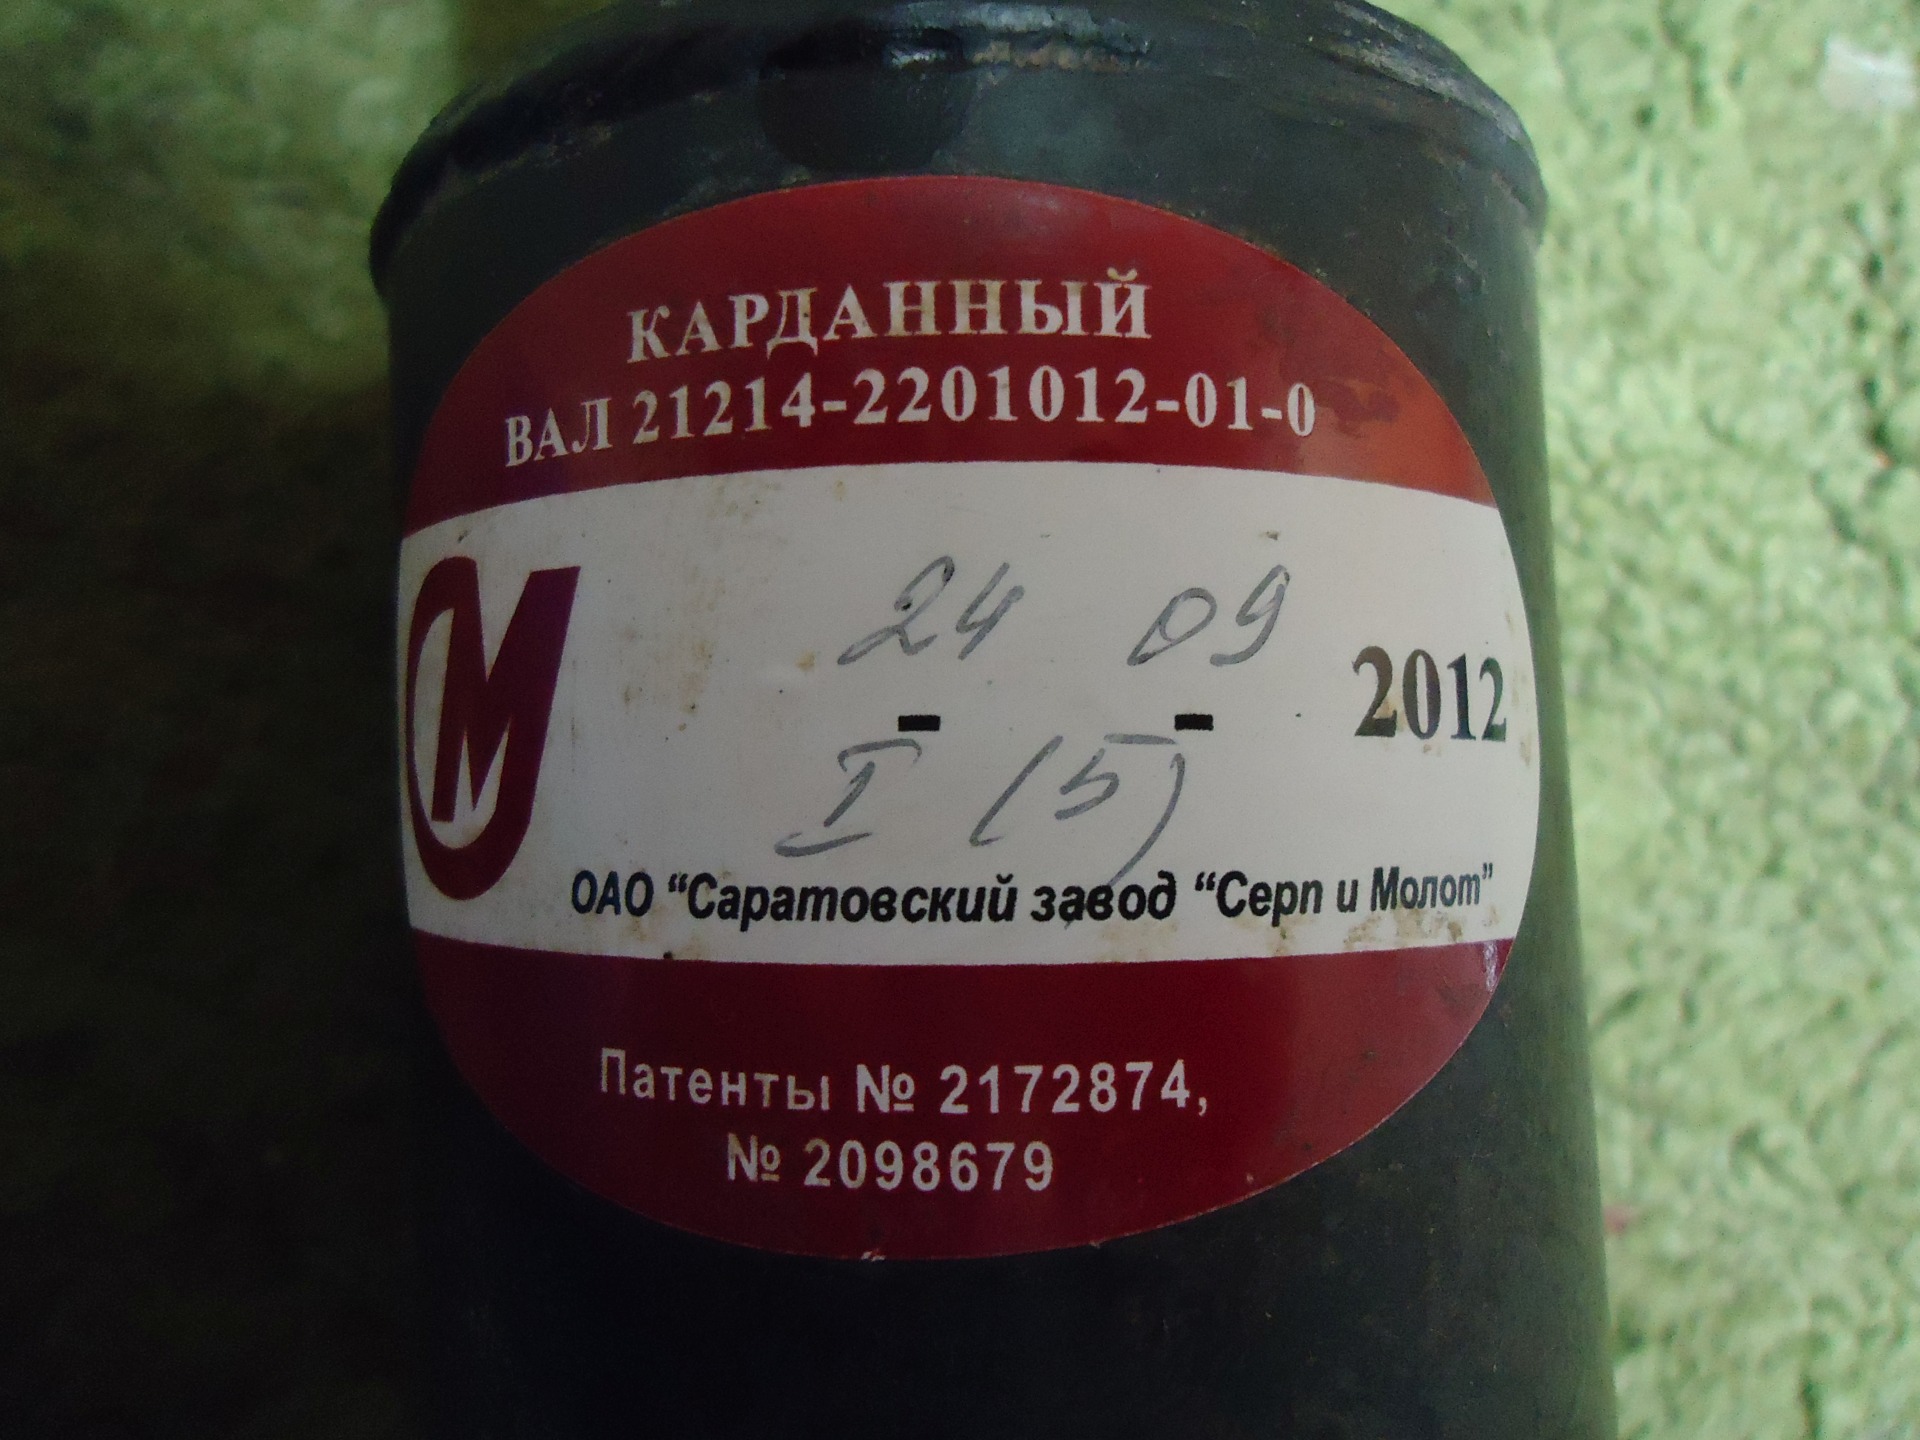 КАРДАННЫЙ
ВАЛ 21214-2201012-01-0
24 09
- - 2012
I (5)
ОАО “Саратовский завод “Серп и Молот”
Патенты № 2172874,
№ 2098679